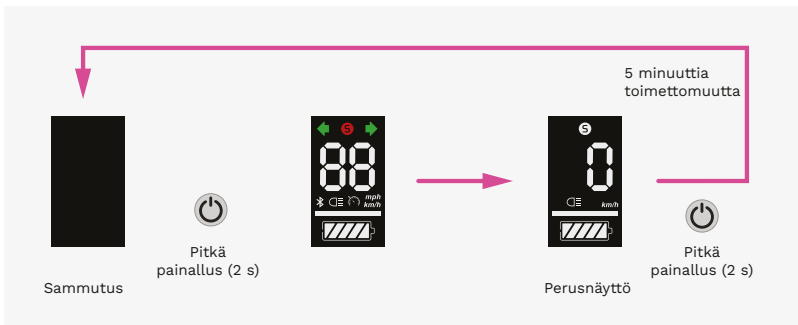 5 minuuttia
toimettomuutta
S
88
mph
km/h
S
0
km/h
Pitkä
painallus (2 s)
Sammutus
Pitkä
painallus (2 s)
Perusnäyttö